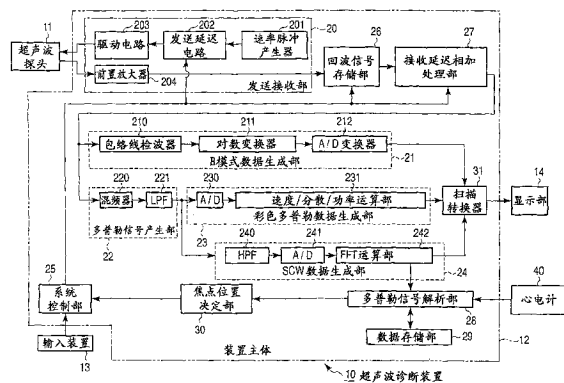 11
超声波
探头
203
驱动电路
202
发送延迟
电路
201
速率脉冲
产生器
20
204
前置放大器
发送接收部
26
回波信号
存储部
27
接收延迟相加
处理部
210
包络线检波器
211
对数变换器
212
A/D变换器
B模式数据生成部
21
31
扫描
转换器
14
显示部
220
混频器
221
LPF
多普勒信号产生部
22
230
A/D
231
速度/分散/功率运算部
彩色多普勒数据生成部
23
240
HPF
241
A/D
242
FFT运算部
SCW数据生成部
24
25
系统
控制部
焦点位置
决定部
30
多普勒信号解析部
28
40
心电计
数据存储部
29
输入装置
13
装置主体
12
10 超声波诊断装置